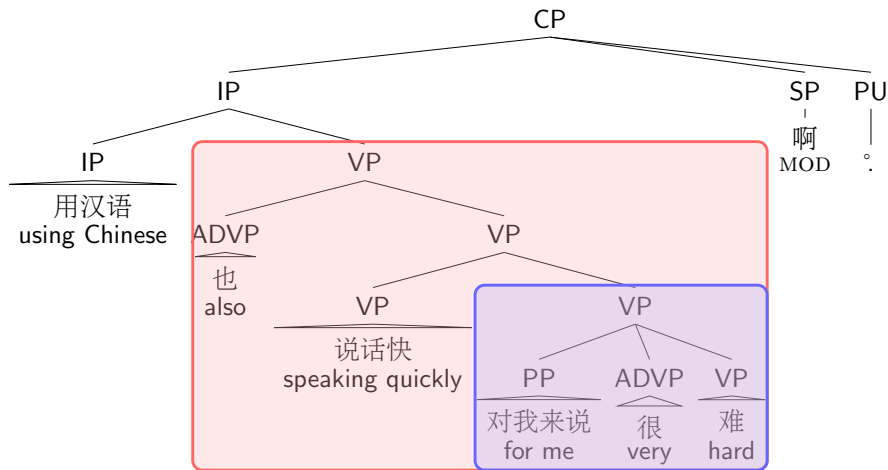 CP
IP SP PU
啊 。
MOD .
IP VP
用汉语
using Chinese
ADVP VP
也
also
VP VP
说话快
speaking quickly
PP ADVP VP
对我来说 很 难
for me very hard